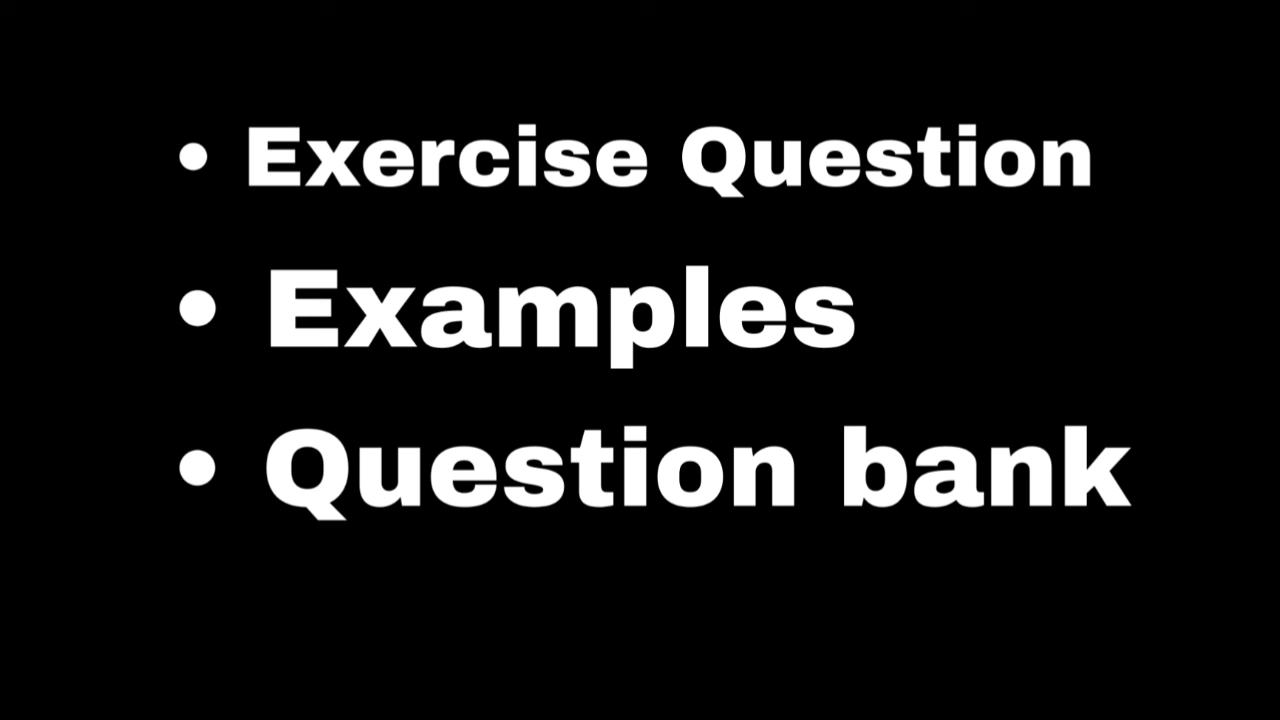 • Exercise Question
• Examples
• Question bank